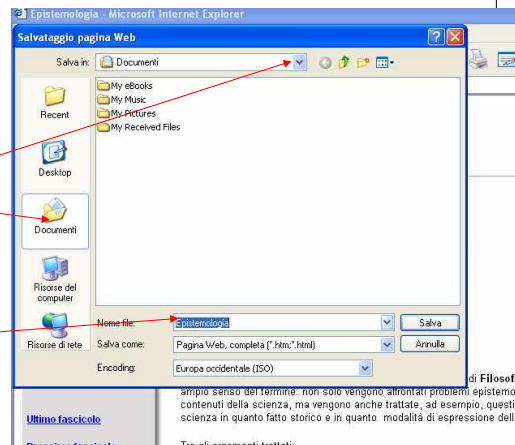 Epistemologia - Microsoft Internet Explorer
Salvataggio pagina Web
Salva in: Documenti
My eBooks
My Music
My Pictures
My Received Files
Recent
Desktop
Documenti
Risorse del
computer
Risorse di rete
Nome file: Epistemologia Salva
Salva come: Pagina Web, completa (*.htm;*.html) Annulla
Encoding: Europa occidentale (ISO)
di Filosof
ampio senso del termine: non solo vengono affrontati problemi epistemo
contenuti della scienza, ma vengono anche trattate, ad esempio, questi
Ultimo fascicolo
scienza in quanto fatto storico e in quanto modalità di espressione dell